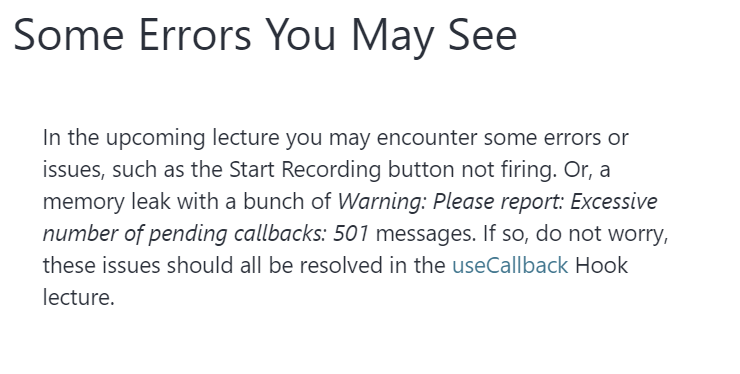 Some Errors You May See
In the upcoming lecture you may encounter some errors or
issues, such as the Start Recording button not firing. Or, a
memory leak with a bunch of Warning: Please report: Excessive
number of pending callbacks: 501 messages. If so, do not worry,
these issues should all be resolved in the useCallback Hook
lecture.